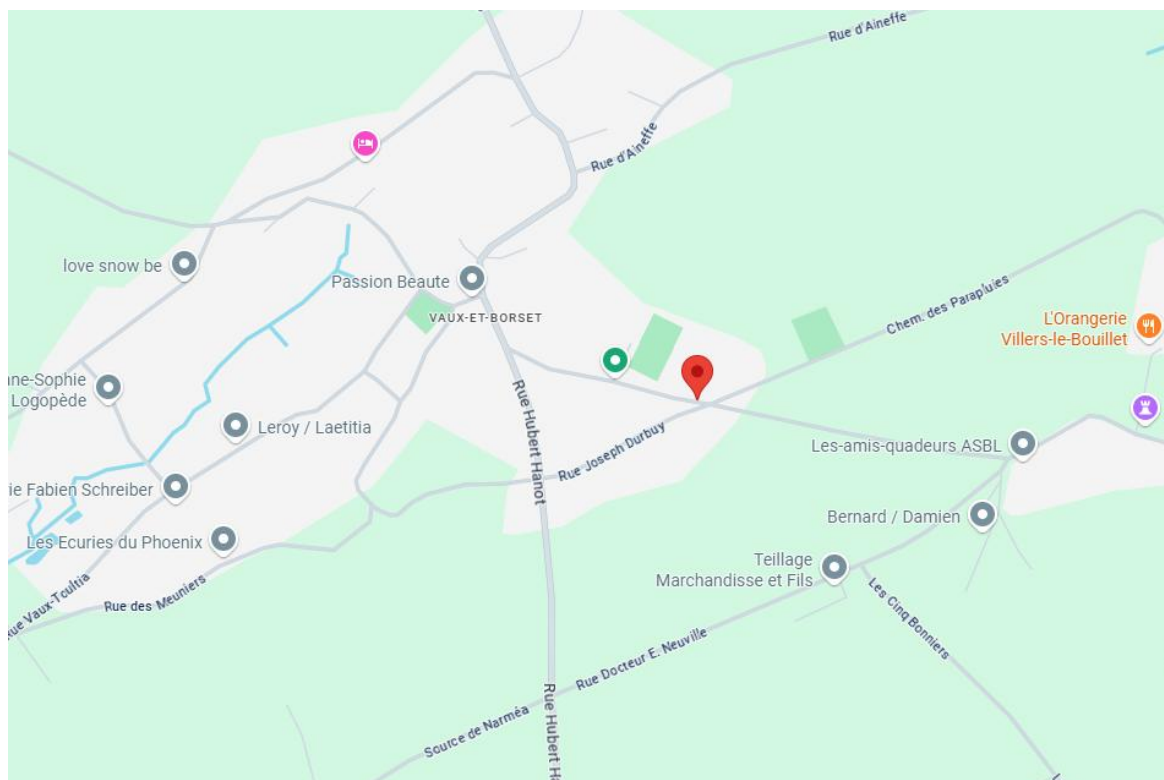 Rue d'Aineffe
Rue d'Aineffe
love snow be
Passion Beaute
VAUX-ET-BORSET
Chem. des Parapluies
L'Orangerie
Villers-le-Bouillet
ne-Sophie
Logopède
Rue Hubert Hanot
Leroy / Laetitia
Rue Joseph Durbuy
Les-amis-quadeurs ASBL
ie Fabien Schreiber
Bernard / Damien
Les Ecuries du Phoenix
Teillage
Marchandisse et Fils
Rue Vaux-Toultia
Rue des Meuniers
Les Cinq Bonniers
Rue Docteur E. Neuville
Source de Narméa
Rue Hubert Ha